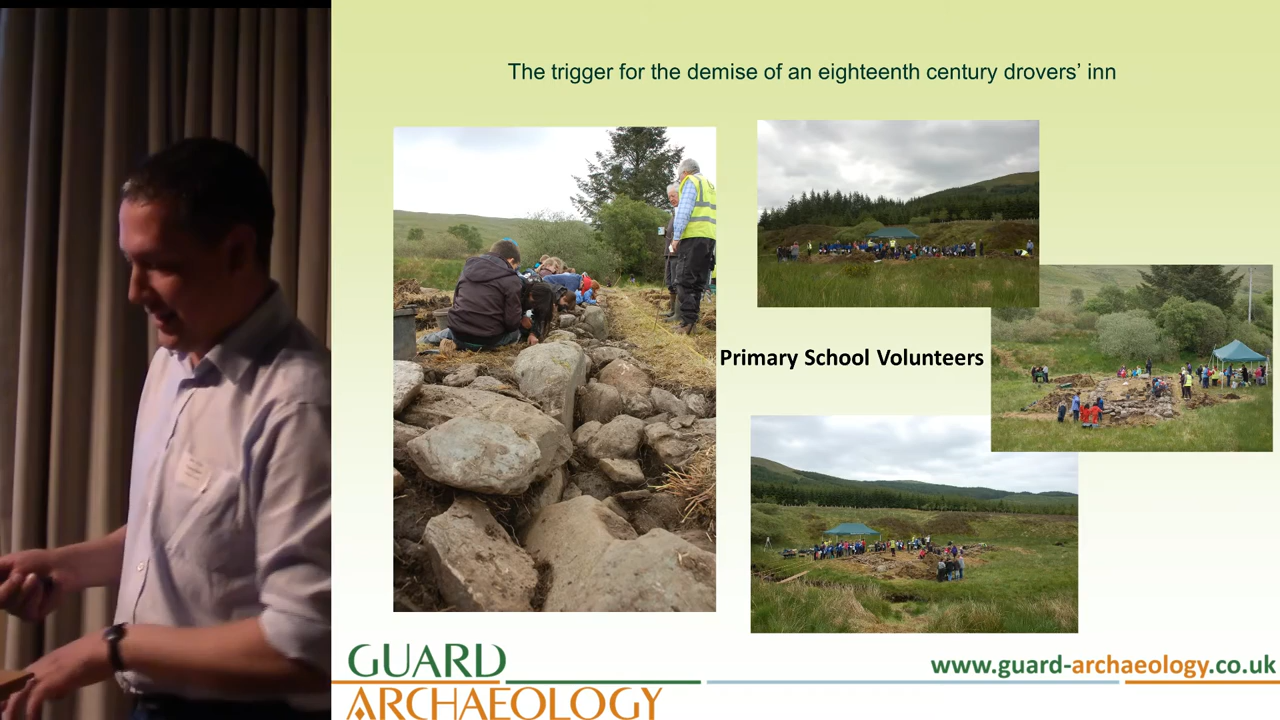 The trigger for the demise of an eighteenth century drovers’ inn
Primary School Volunteers
GUARD
ARCHAEOLOGY
www.guard-archaeology.co.uk